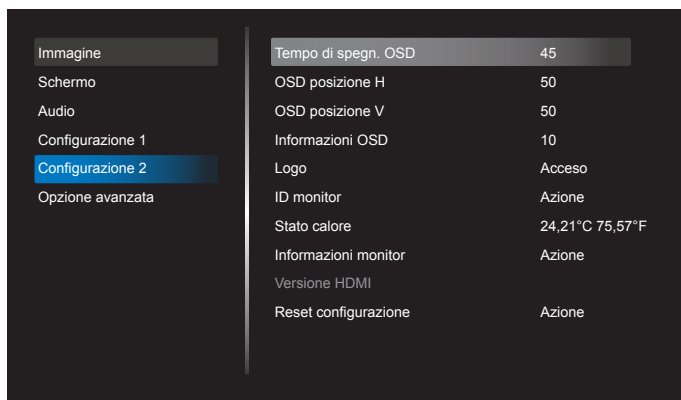 Immagine
Schermo
Audio
Configurazione 1
Configurazione 2
Opzione avanzata
Tempo di spegn. OSD 45
OSD posizione H 50
OSD posizione V 50
Informazioni OSD 10
Logo Acceso
ID monitor Azione
Stato calore 24,21°C 75,57°F
Informazioni monitor Azione
Versione HDMI
Reset configurazione Azione